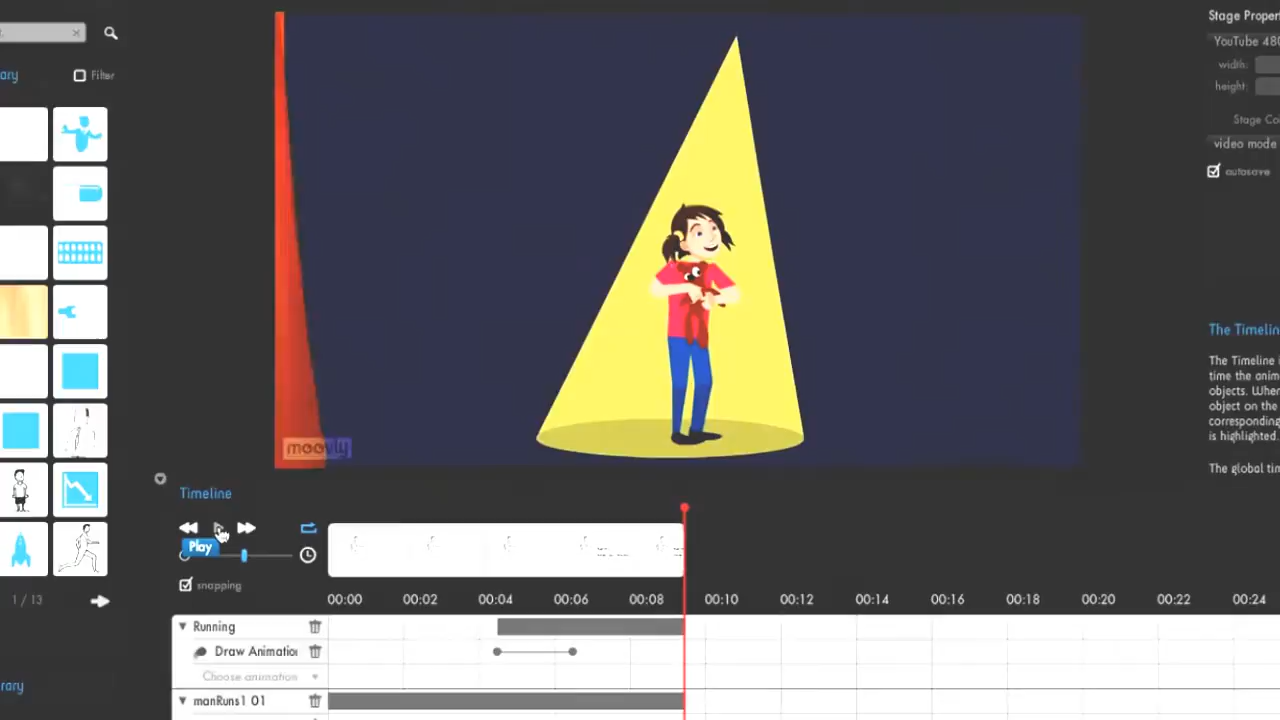 Stage Proper
YouTube 480
ary
Filter
width:
height:
Stage Co
video mode
autosave
moovly
The Timelin
The Timeline i
time the anim
objects. When
object on the
corresponding
is highlighted.
The global tim
Timeline
Play
snapping
1 / 13
00:00 00:02 00:04 00:06 00:08 00:10 00:12 00:14 00:16 00:18 00:20 00:22 00:24
Running
Draw Animatio
Choose animation
rary
manRuns1 01